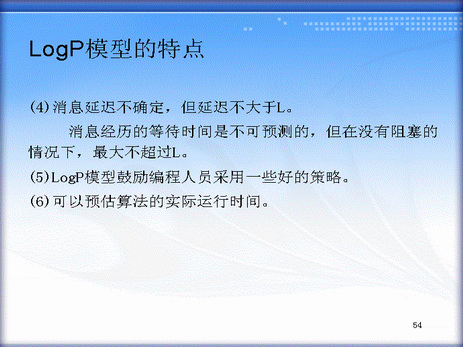 LogP模型的特点
(4)消息延迟不确定，但延迟不大于L。
消息经历的等待时间是不可预测的，但在没有阻塞的
情况下，最大不超过L。
(5)LogP模型鼓励编程人员采用一些好的策略。
(6)可以预估算法的实际运行时间。
54